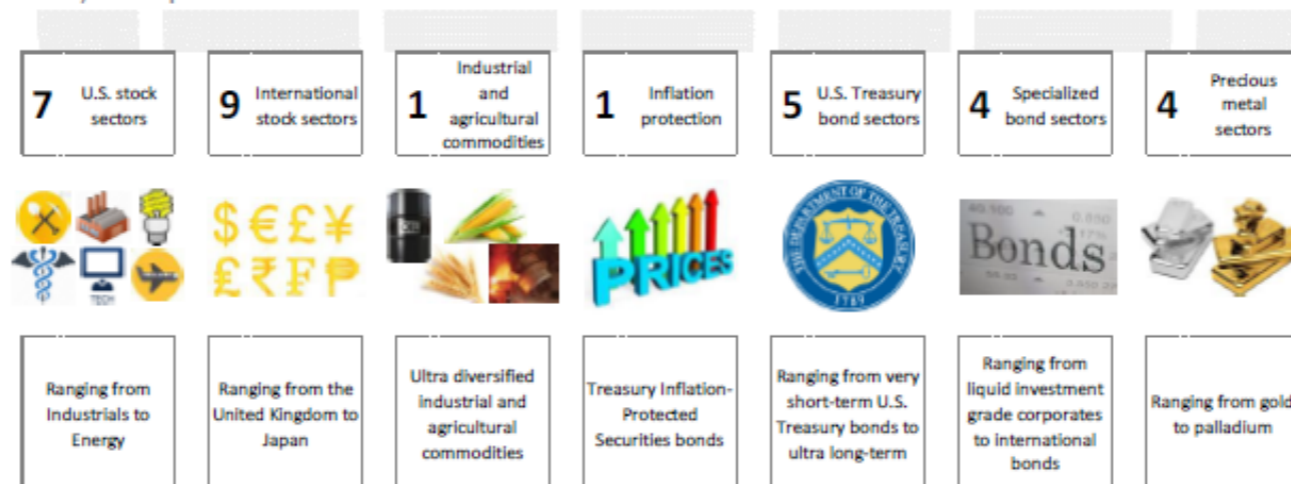 7 U.S. stock
sectors
9 International
stock sectors
1 Industrial
and
agricultural
commodities
1 Inflation
protection
5 U.S. Treasury
bond sectors
4 Specialized
bond sectors
4 Precious
metal
sectors
TECH
$ € £ ¥
£ ₹ ₣ ₱
PRICES
THE DEPARTMENT OF THE TREASURY
1789
Bonds
Ranging from
Industrials to
Energy
Ranging from the
United Kingdom to
Japan
Ultra diversified
industrial and
agricultural
commodities
Treasury Inflation-
Protected
Securities bonds
Ranging from very
short-term U.S.
Treasury bonds to
ultra long-term
Ranging from
liquid investment
grade corporates
to international
bonds
Ranging from gold
to palladium